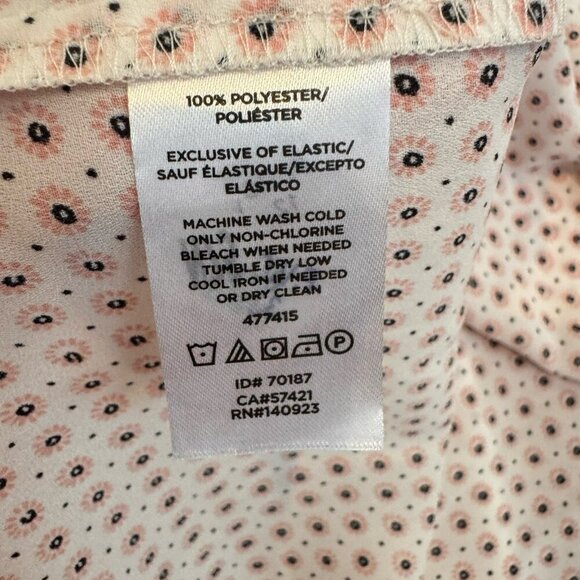 100% POLYESTER/
POLIÉSTER
EXCLUSIVE OF ELASTIC/
SAUF ÉLASTIQUE/EXCEPTO
ELÁSTICO
MACHINE WASH COLD
ONLY NON-CHLORINE
BLEACH WHEN NEEDED
TUMBLE DRY LOW
COOL IRON IF NEEDED
OR DRY CLEAN
477415
P
ID# 70187
CA#57421
RN#140923